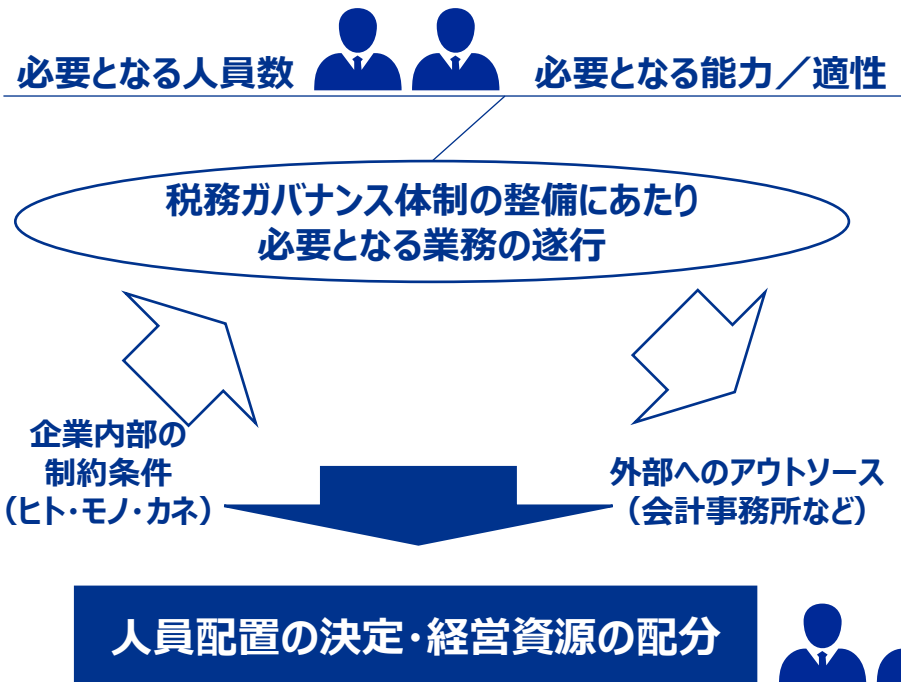 必要となる人員数
必要となる能力／適性
税務ガバナンス体制の整備にあたり
必要となる業務の遂行
企業内部の
制約条件
（ヒト・モノ・カネ）
外部へのアウトソース
（会計事務所など）
人員配置の決定・経営資源の配分